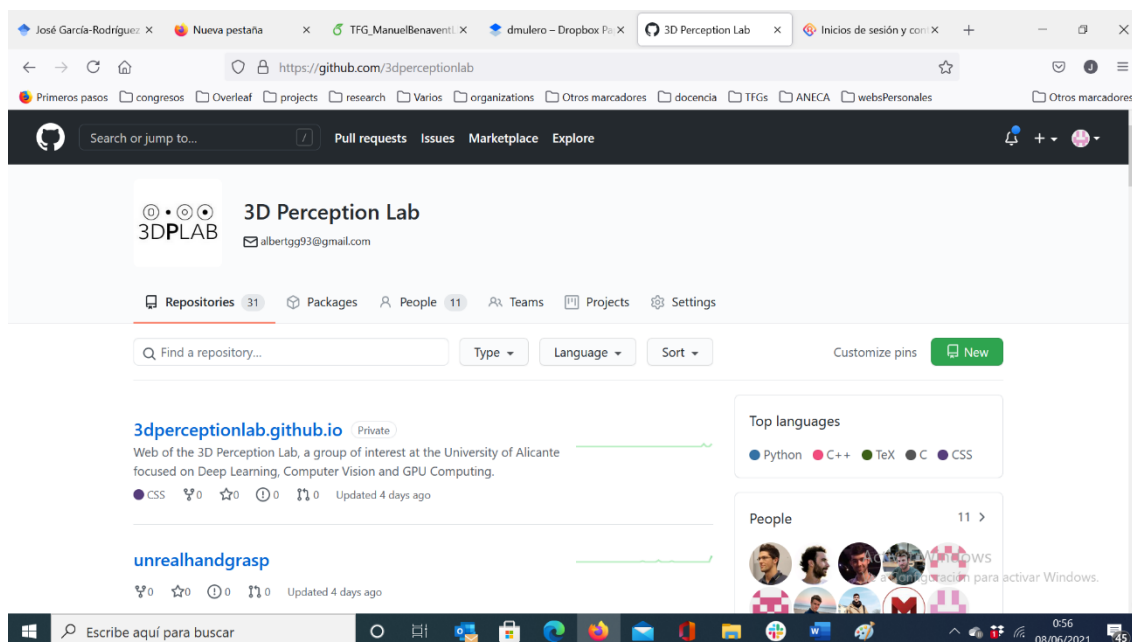 José García-Rodríguez
Nueva pestaña
TFG_ManuelBenavent
dmulero – Dropbox
3D Perception Lab
Inicios de sesión y
https://github.com/3dperceptionlab
Primeros pasos congresos Overleaf projects research Varios organizations Otros marcadores docencia TFGs ANECA websPersonales Otros marcadores
Search or jump to... / Pull requests Issues Marketplace Explore
3DPLAB
3D Perception Lab
albertgg93@gmail.com
Repositories 31 Packages People 11 Teams Projects Settings
Find a repository... Type Language Sort Customize pins New
3dperceptionlab.github.io Private
Web of the 3D Perception Lab, a group of interest at the University of Alicante
focused on Deep Learning, Computer Vision and GPU Computing.
CSS 0 0 0 0 Updated 4 days ago
unrealhandgrasp
0 0 0 0 Updated 4 days ago
Top languages
Python C++ TeX C CSS
People 11
configuración para activar Windows.
Escribe aquí para buscar
0:56
08/06/2021
45